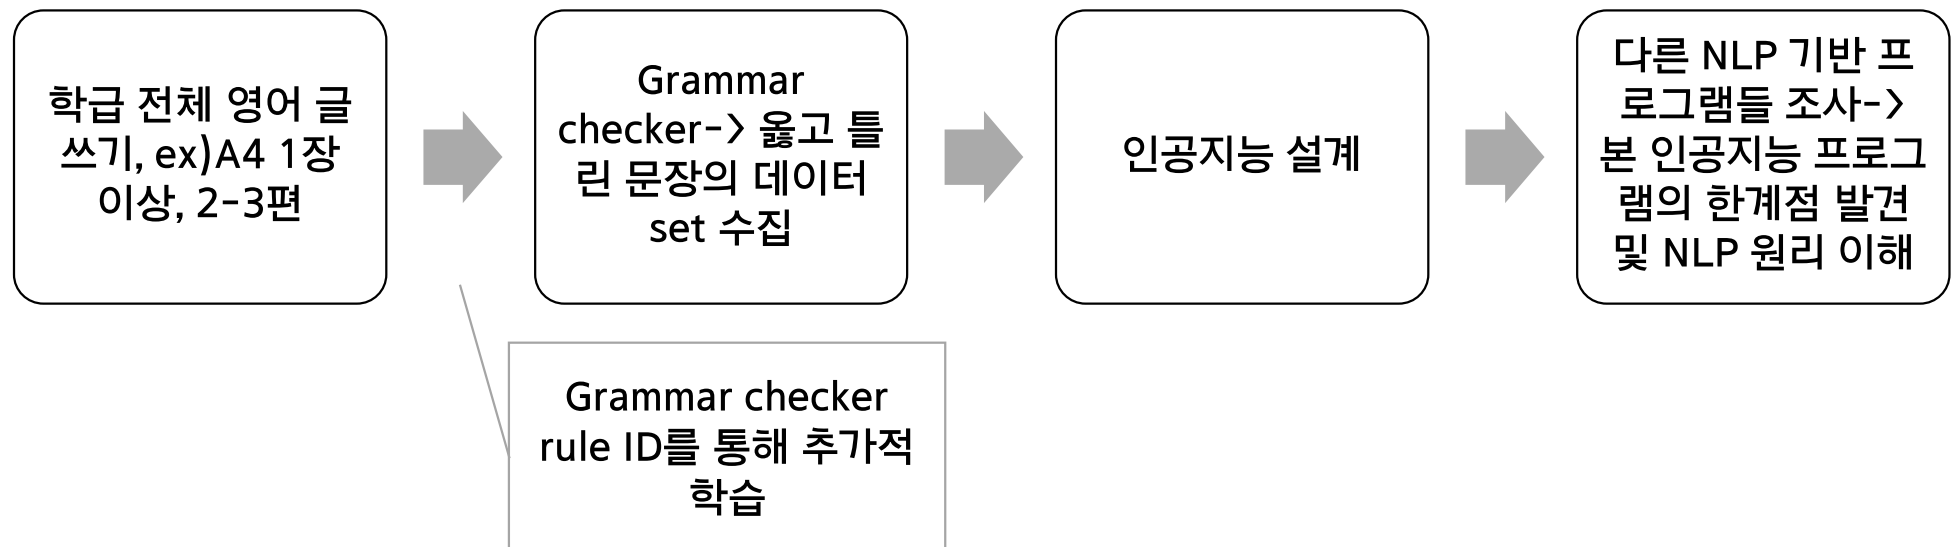 학급 전체 영어 글
쓰기, ex)A4 1장
이상, 2-3편
Grammar
checker-> 옳고 틀
린 문장의 데이터
set 수집
인공지능 설계
다른 NLP 기반 프
로그램들 조사->
본 인공지능 프로그
램의 한계점 발견
및 NLP 원리 이해
Grammar checker
rule ID를 통해 추가적
학습